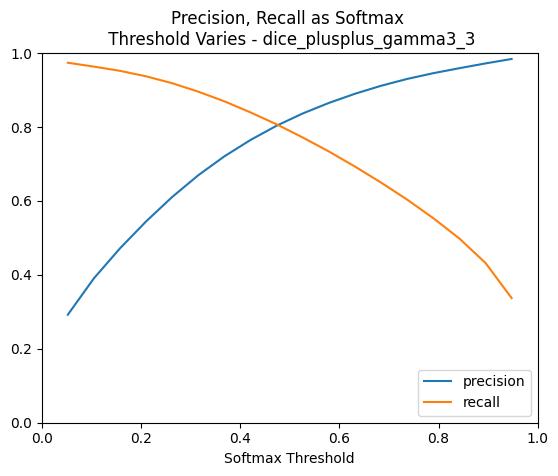 Precision, Recall as Softmax
Threshold Varies - dice_plusplus_gamma3_3
1.0
0.8
0.6
0.4
0.2
0.0
0.0 0.2 0.4 0.6 0.8 1.0
precision
recall
Softmax Threshold